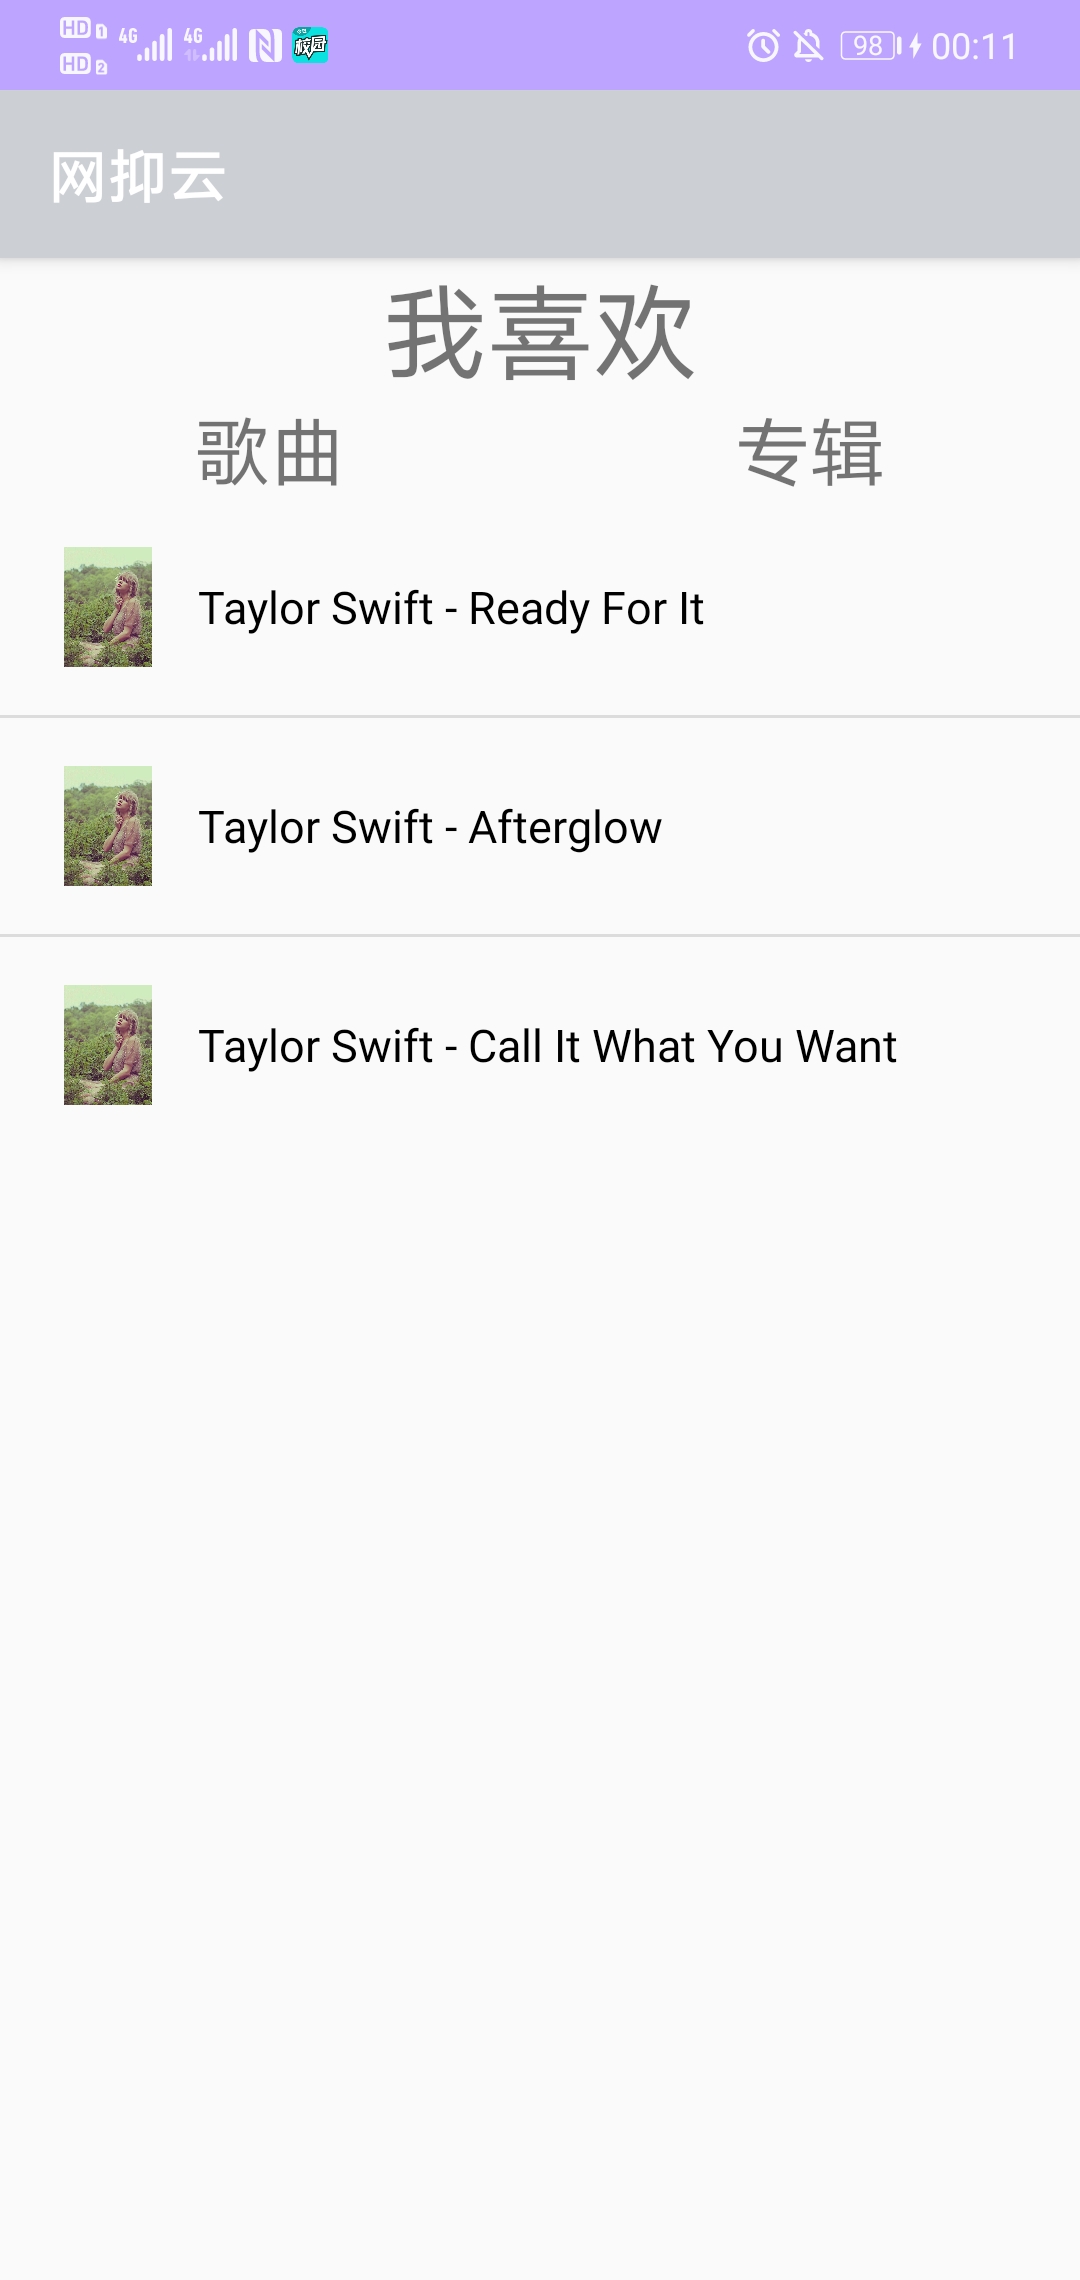 HD 1 4G 4G 校园 98 00:11
HD 2
网抑云
我喜欢
歌曲 专辑
Taylor Swift - Ready For It
Taylor Swift - Afterglow
Taylor Swift - Call It What You Want